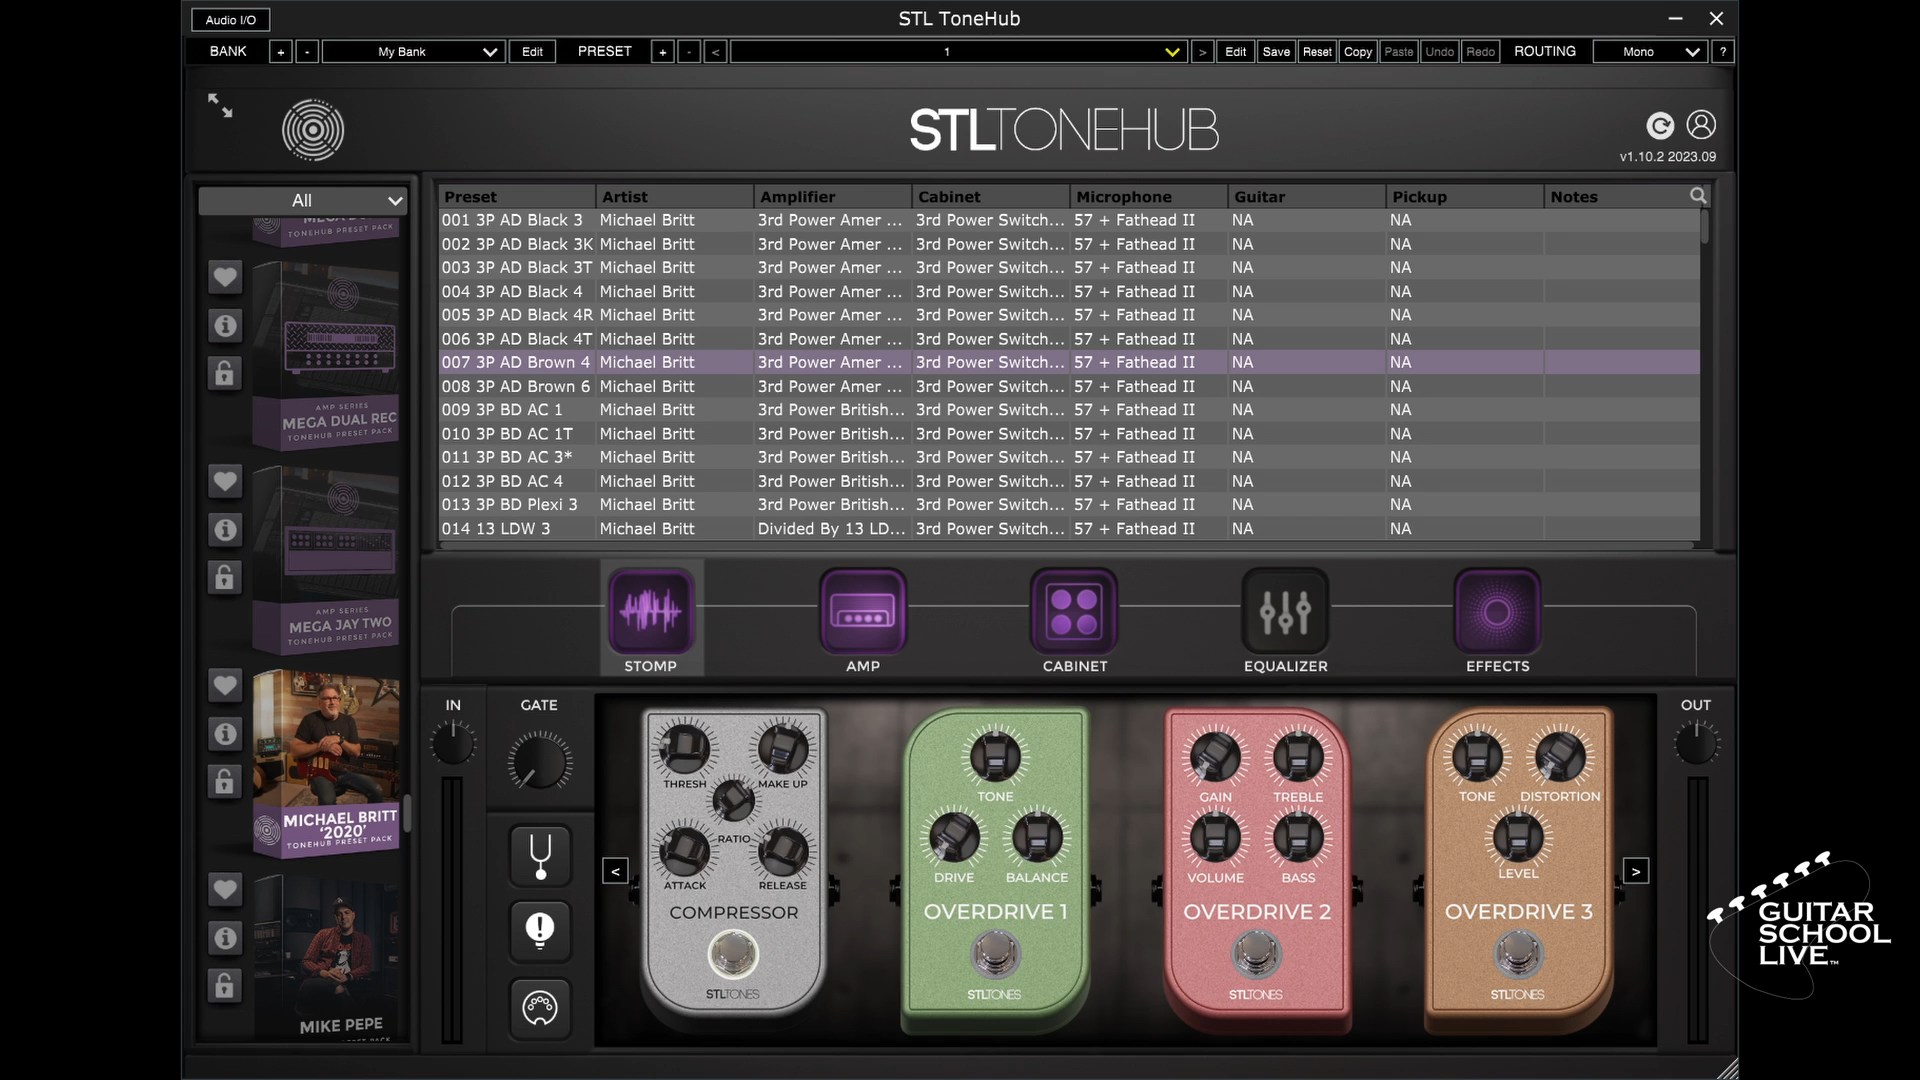 Audio I/O
STL ToneHub
BANK + - My Bank Edit PRESET + - < 1 > Edit Save Reset Copy Paste Undo Redo ROUTING Mono ?
STLTONEHUB
v1.10.2 2023.09
All
TONEHUB PRESET PACK
AMP SERIES
MEGA DUAL REC
TONEHUB PRESET PACK
AMP SERIES
MEGA JAY TWO
TONEHUB PRESET PACK
MICHAEL BRITT
'2020'
TONEHUB PRESET PACK
MIKE PEPE
Preset Artist Amplifier Cabinet Microphone Guitar Pickup Notes
001 3P AD Black 3 Michael Britt 3rd Power Amer ... 3rd Power Switch... 57 + Fathead II NA NA
002 3P AD Black 3K Michael Britt 3rd Power Amer ... 3rd Power Switch... 57 + Fathead II NA NA
003 3P AD Black 3T Michael Britt 3rd Power Amer ... 3rd Power Switch... 57 + Fathead II NA NA
004 3P AD Black 4 Michael Britt 3rd Power Amer ... 3rd Power Switch... 57 + Fathead II NA NA
005 3P AD Black 4R Michael Britt 3rd Power Amer ... 3rd Power Switch... 57 + Fathead II NA NA
006 3P AD Black 4T Michael Britt 3rd Power Amer ... 3rd Power Switch... 57 + Fathead II NA NA
007 3P AD Brown 4 Michael Britt 3rd Power Amer ... 3rd Power Switch... 57 + Fathead II NA NA
008 3P AD Brown 6 Michael Britt 3rd Power Amer ... 3rd Power Switch... 57 + Fathead II NA NA
009 3P BD AC 1 Michael Britt 3rd Power British... 3rd Power Switch... 57 + Fathead II NA NA
010 3P BD AC 1T Michael Britt 3rd Power British... 3rd Power Switch... 57 + Fathead II NA NA
011 3P BD AC 3* Michael Britt 3rd Power British... 3rd Power Switch... 57 + Fathead II NA NA
012 3P BD AC 4 Michael Britt 3rd Power British... 3rd Power Switch... 57 + Fathead II NA NA
013 3P BD Plexi 3 Michael Britt 3rd Power British... 3rd Power Switch... 57 + Fathead II NA NA
014 13 LDW 3 Michael Britt Divided By 13 LD... 3rd Power Switch... 57 + Fathead II NA NA
STOMP AMP CABINET EQUALIZER EFFECTS
IN GATE OUT
THRESH MAKE UP
RATIO
ATTACK RELEASE
COMPRESSOR
STLTONES
TONE
DRIVE BALANCE
OVERDRIVE 1
STLTONES
GAIN TREBLE
VOLUME BASS
OVERDRIVE 2
STLTONES
TONE DISTORTION
LEVEL
OVERDRIVE 3
STLTONES
< >
GUITAR
SCHOOL
LIVE™